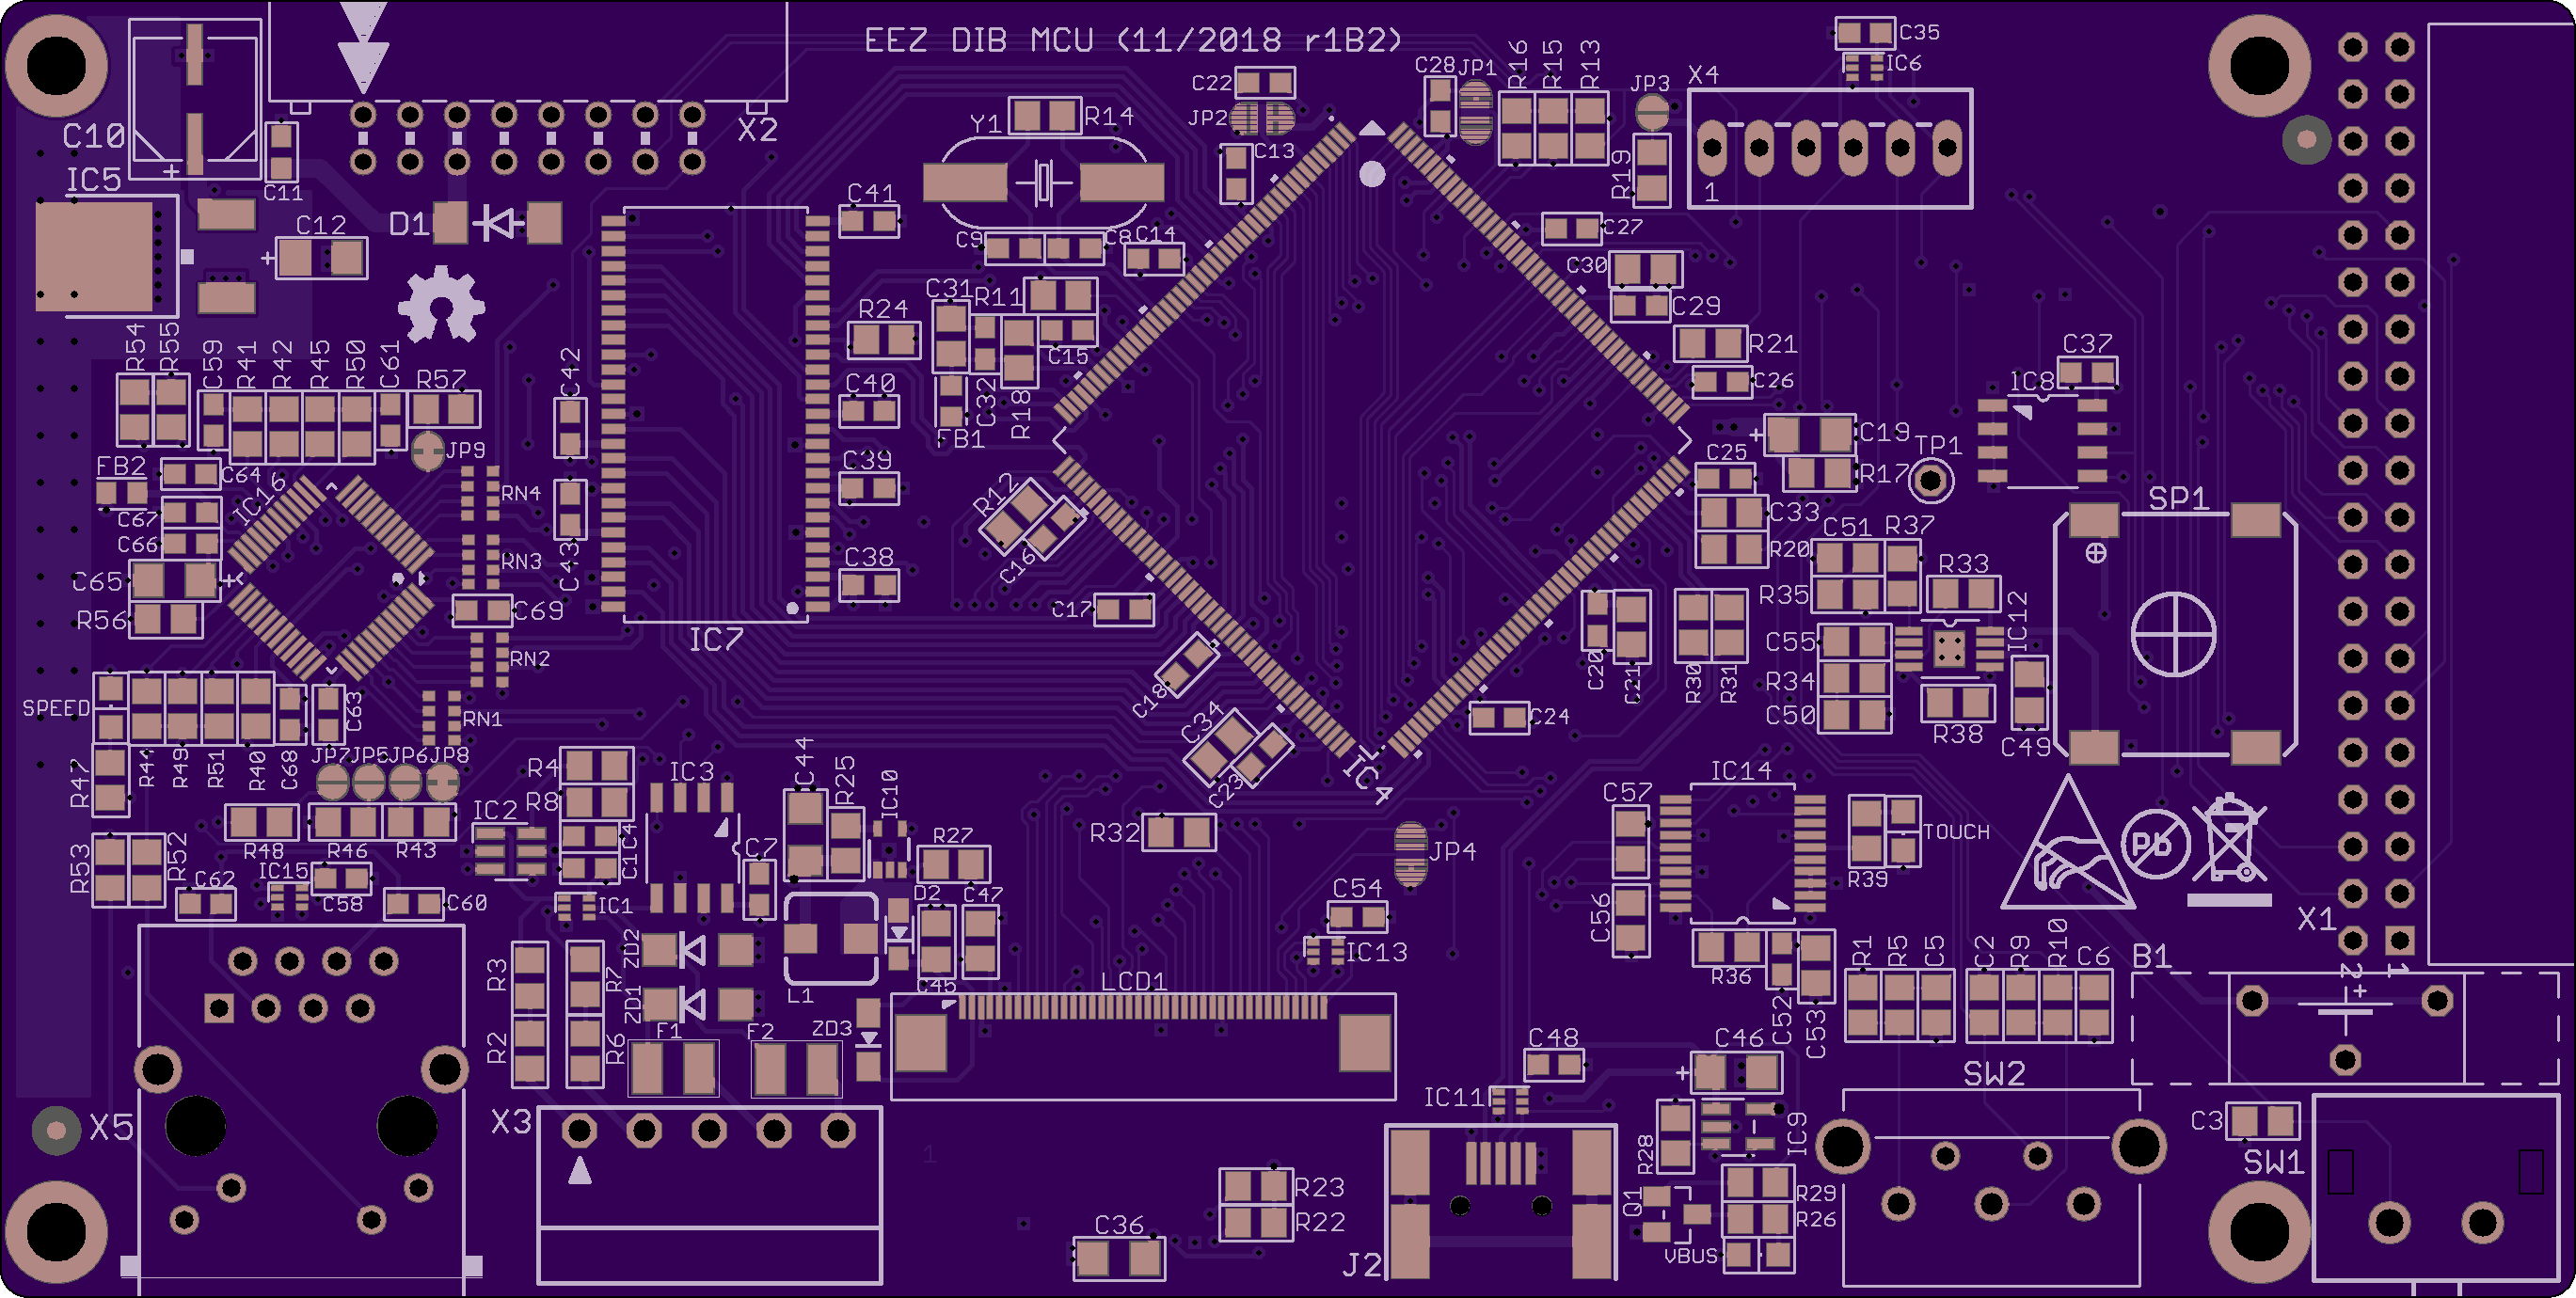 EEZ DIB MCU (11/2018 r1B2)
C35
IC6
C28
JP1
R16
R15
R13
JP3
X4
C22
JP2
R14
Y1
C10
X2
C13
R19
1
IC5
C11
C12
D1
C41
C9
C8
C14
C27
C30
C29
C31
R11
R24
C15
R21
C26
C37
IC8
R54
R55
C59
R41
R42
R45
R50
C61
R57
C42
C40
C32
R18
FB1
JP9
C19
TP1
R17
C25
FB2
C64
IC16
RN4
C39
R12
C67
C66
C16
C33
R20
C51
R37
SP1
C65
RN3
C43
C38
R33
R35
R56
C69
C17
IC7
IC12
RN2
C18
C20
C21
R30
R31
C55
R34
C50
R38
C49
SPEED
RN1
C63
C34
C24
C23
IC4
R44
R49
R51
R40
C68
JP7
JP5
JP6
JP8
R47
R4
R8
IC3
C44
R25
IC10
IC14
C57
IC2
C4
C1
R32
JP4
TOUCH
R39
Pb
R48
R46
R43
R53
R52
IC15
C62
C58
C60
IC1
C7
R27
D2
C47
C54
C56
IC13
X1
R36
R1
R5
C5
C2
R9
R10
C6
B1
2
1
ZD2
R3
R7
L1
C45
LCD1
ZD1
F1
F2
ZD3
C52
C53
R2
R6
C48
C46
SW2
X5
X3
IC11
R28
IC9
C3
SW1
1
R23
R22
Q1
R29
R26
C36
J2
VBUS